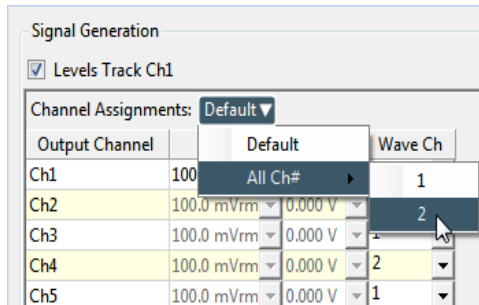 Signal Generation
Levels Track Ch1
Channel Assignments: Default
Output Channel Wave Ch
Default
All Ch#
1
2
Ch1 100
Ch2 100.0 mVrm 0.000 V
Ch3 100.0 mVrm 0.000 V
Ch4 100.0 mVrm 0.000 V 2
Ch5 100.0 mVrm 0.000 V 1